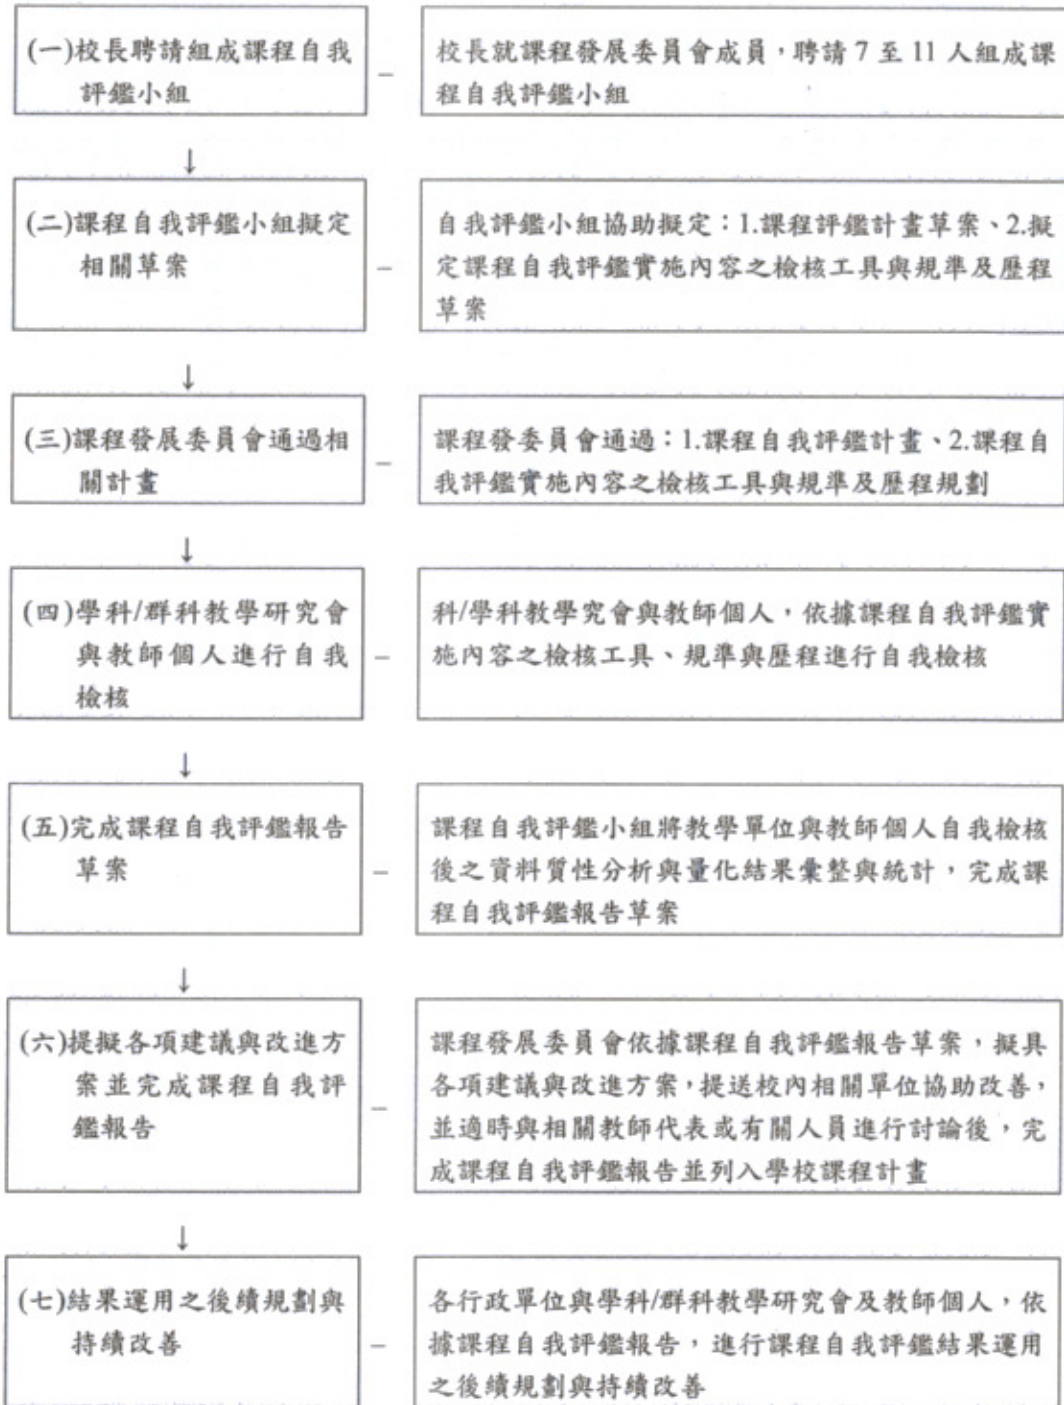 (一)校長聘請組成課程自我
評鑑小組
–
校長就課程發展委員會成員，聘請 7 至 11 人組成課
程自我評鑑小組
↓
(二)課程自我評鑑小組擬定
相關草案
–
自我評鑑小組協助擬定：1.課程評鑑計畫草案、2.擬
定課程自我評鑑實施內容之檢核工具與規準及歷程
草案
↓
(三)課程發展委員會通過相
關計畫
–
課程發委員會通過：1.課程自我評鑑計畫、2.課程自
我評鑑實施內容之檢核工具與規準及歷程規劃
↓
(四)學科/群科教學研究會
與教師個人進行自我
檢核
–
科/學科教學究會與教師個人，依據課程自我評鑑實
施內容之檢核工具、規準與歷程進行自我檢核
↓
(五)完成課程自我評鑑報告
草案
–
課程自我評鑑小組將教學單位與教師個人自我檢核
後之資料質性分析與量化結果彙整與統計，完成課
程自我評鑑報告草案
↓
(六)提擬各項建議與改進方
案並完成課程自我評
鑑報告
–
課程發展委員會依據課程自我評鑑報告草案，擬具
各項建議與改進方案，提送校內相關單位協助改善，
並適時與相關教師代表或有關人員進行討論後，完
成課程自我評鑑報告並列入學校課程計畫
↓
(七)結果運用之後續規劃與
持續改善
–
各行政單位與學科/群科教學研究會及教師個人，依
據課程自我評鑑報告，進行課程自我評鑑結果運用
之後續規劃與持續改善